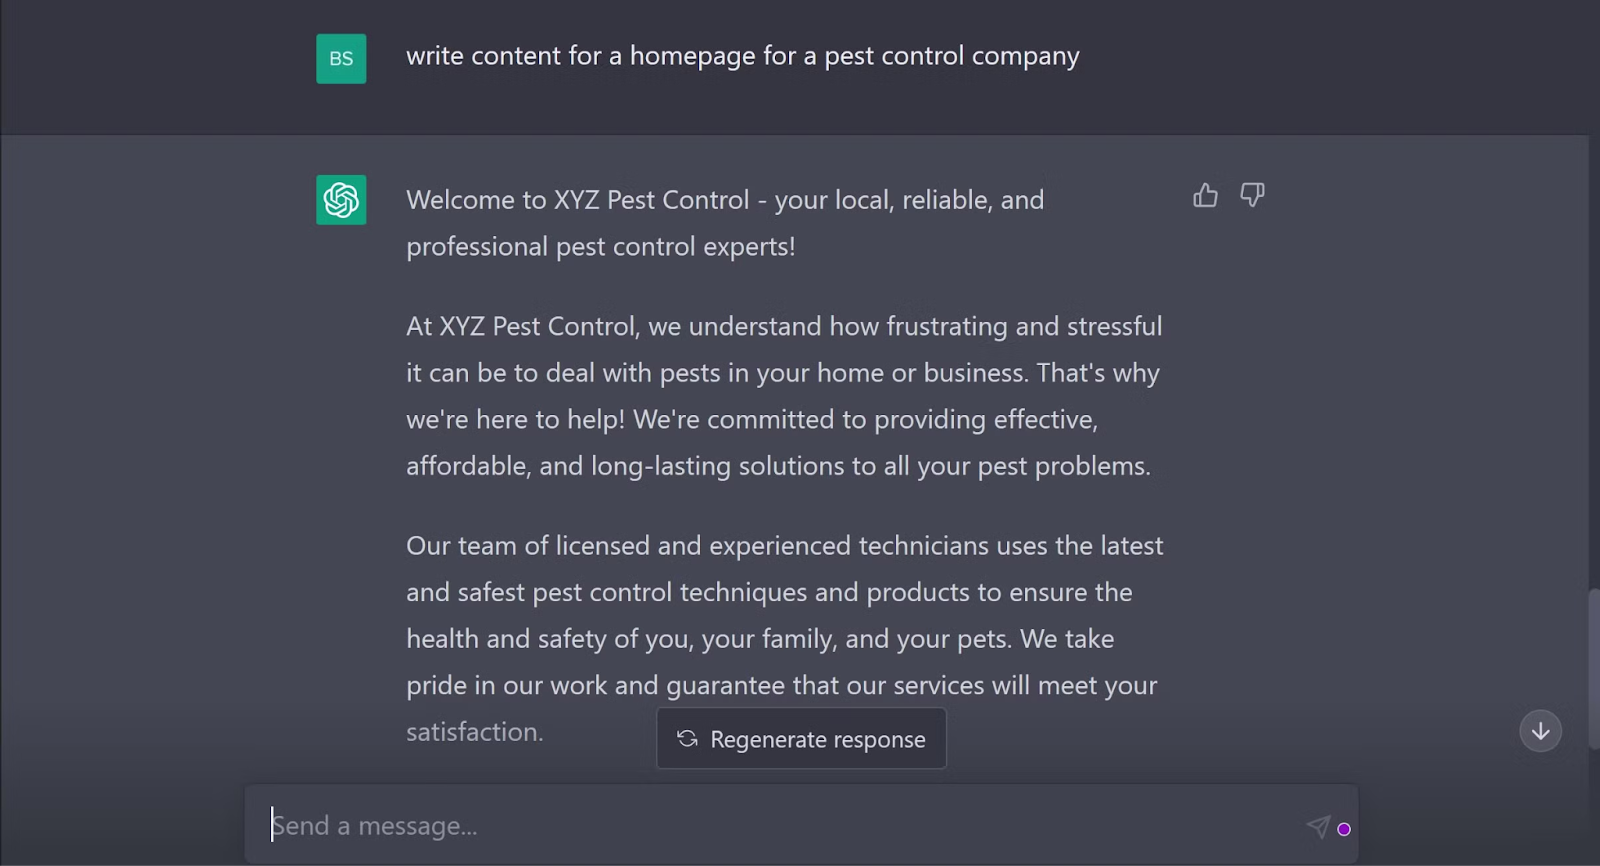 BS
write content for a homepage for a pest control company
Welcome to XYZ Pest Control - your local, reliable, and
professional pest control experts!
At XYZ Pest Control, we understand how frustrating and stressful
it can be to deal with pests in your home or business. That's why
we're here to help! We're committed to providing effective,
affordable, and long-lasting solutions to all your pest problems.
Our team of licensed and experienced technicians uses the latest
and safest pest control techniques and products to ensure the
health and safety of you, your family, and your pets. We take
pride in our work and guarantee that our services will meet your
satisfaction.
Regenerate response
Send a message...